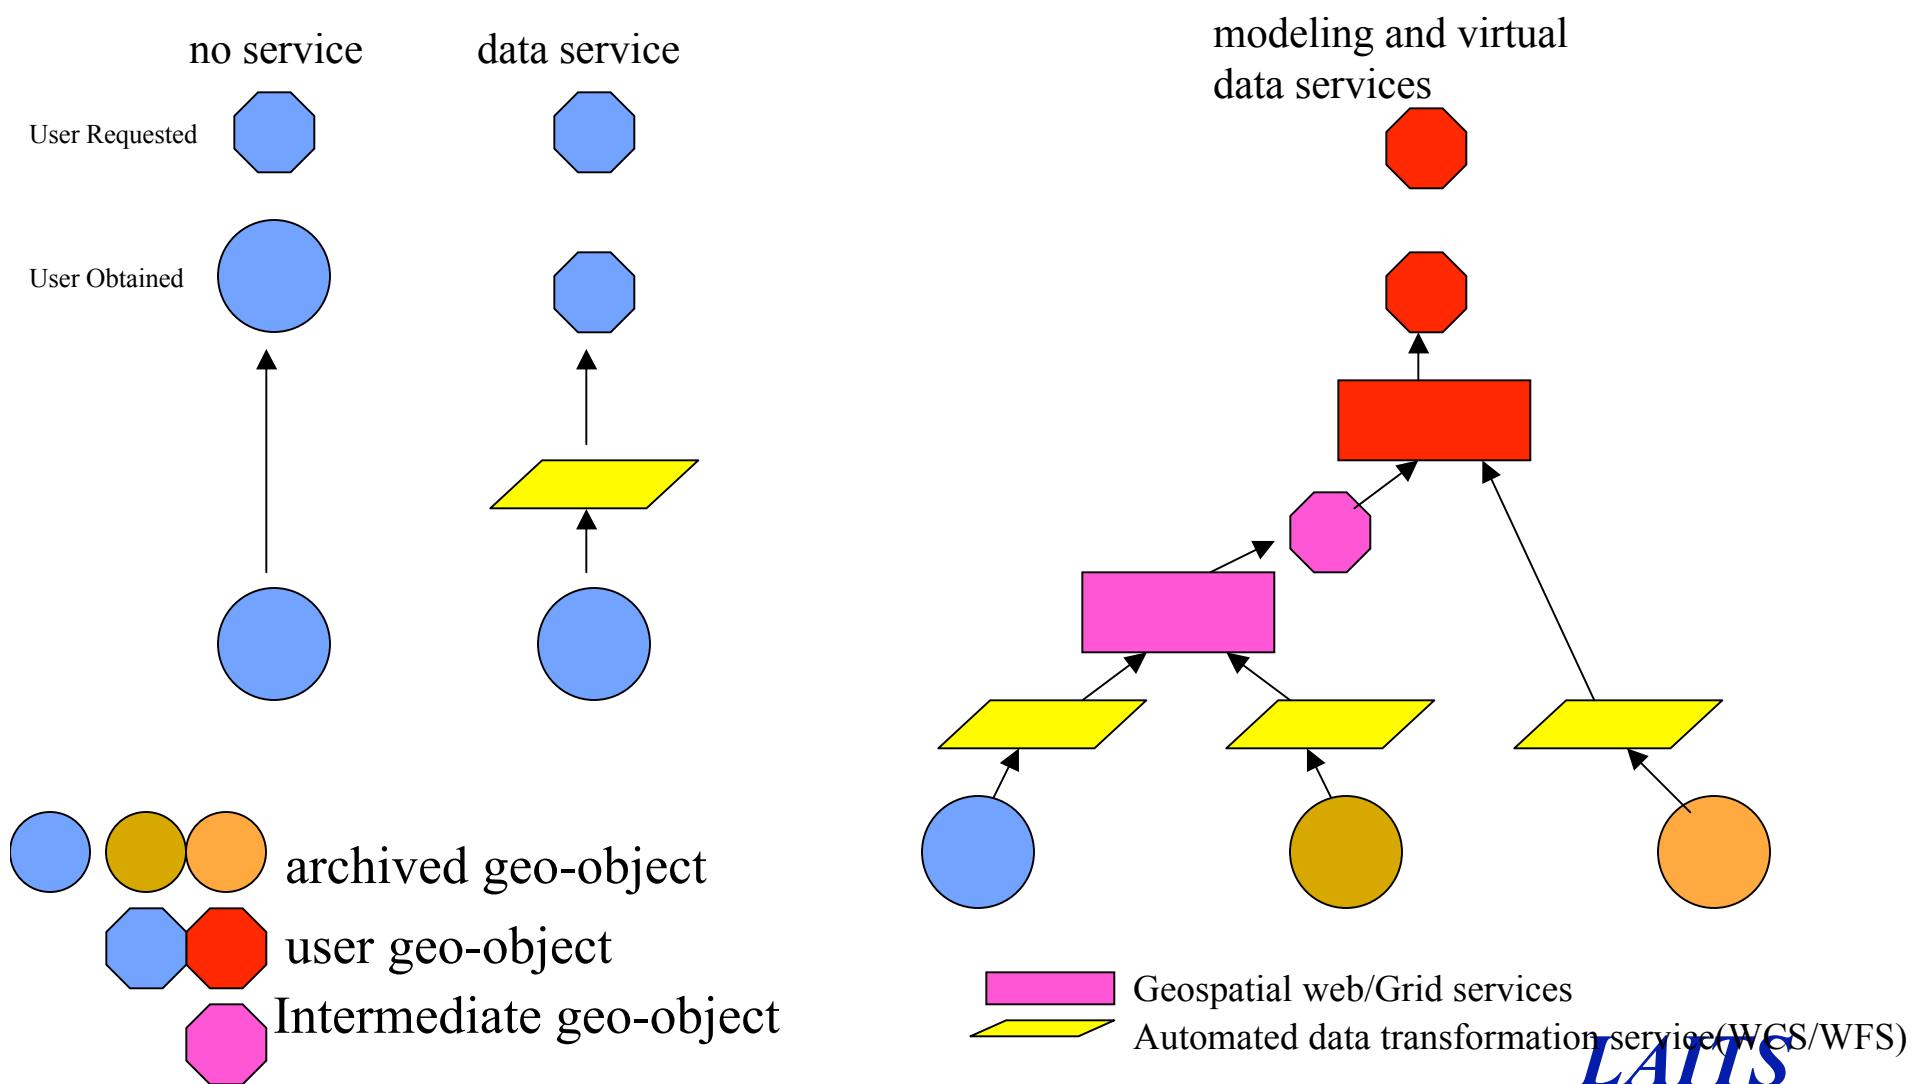 no service
data service
modeling and virtual
data services
User Requested
User Obtained
archived geo-object
user geo-object
Intermediate geo-object
Geospatial web/Grid services
Automated data transformation service(WCS/WFS)
LAITS